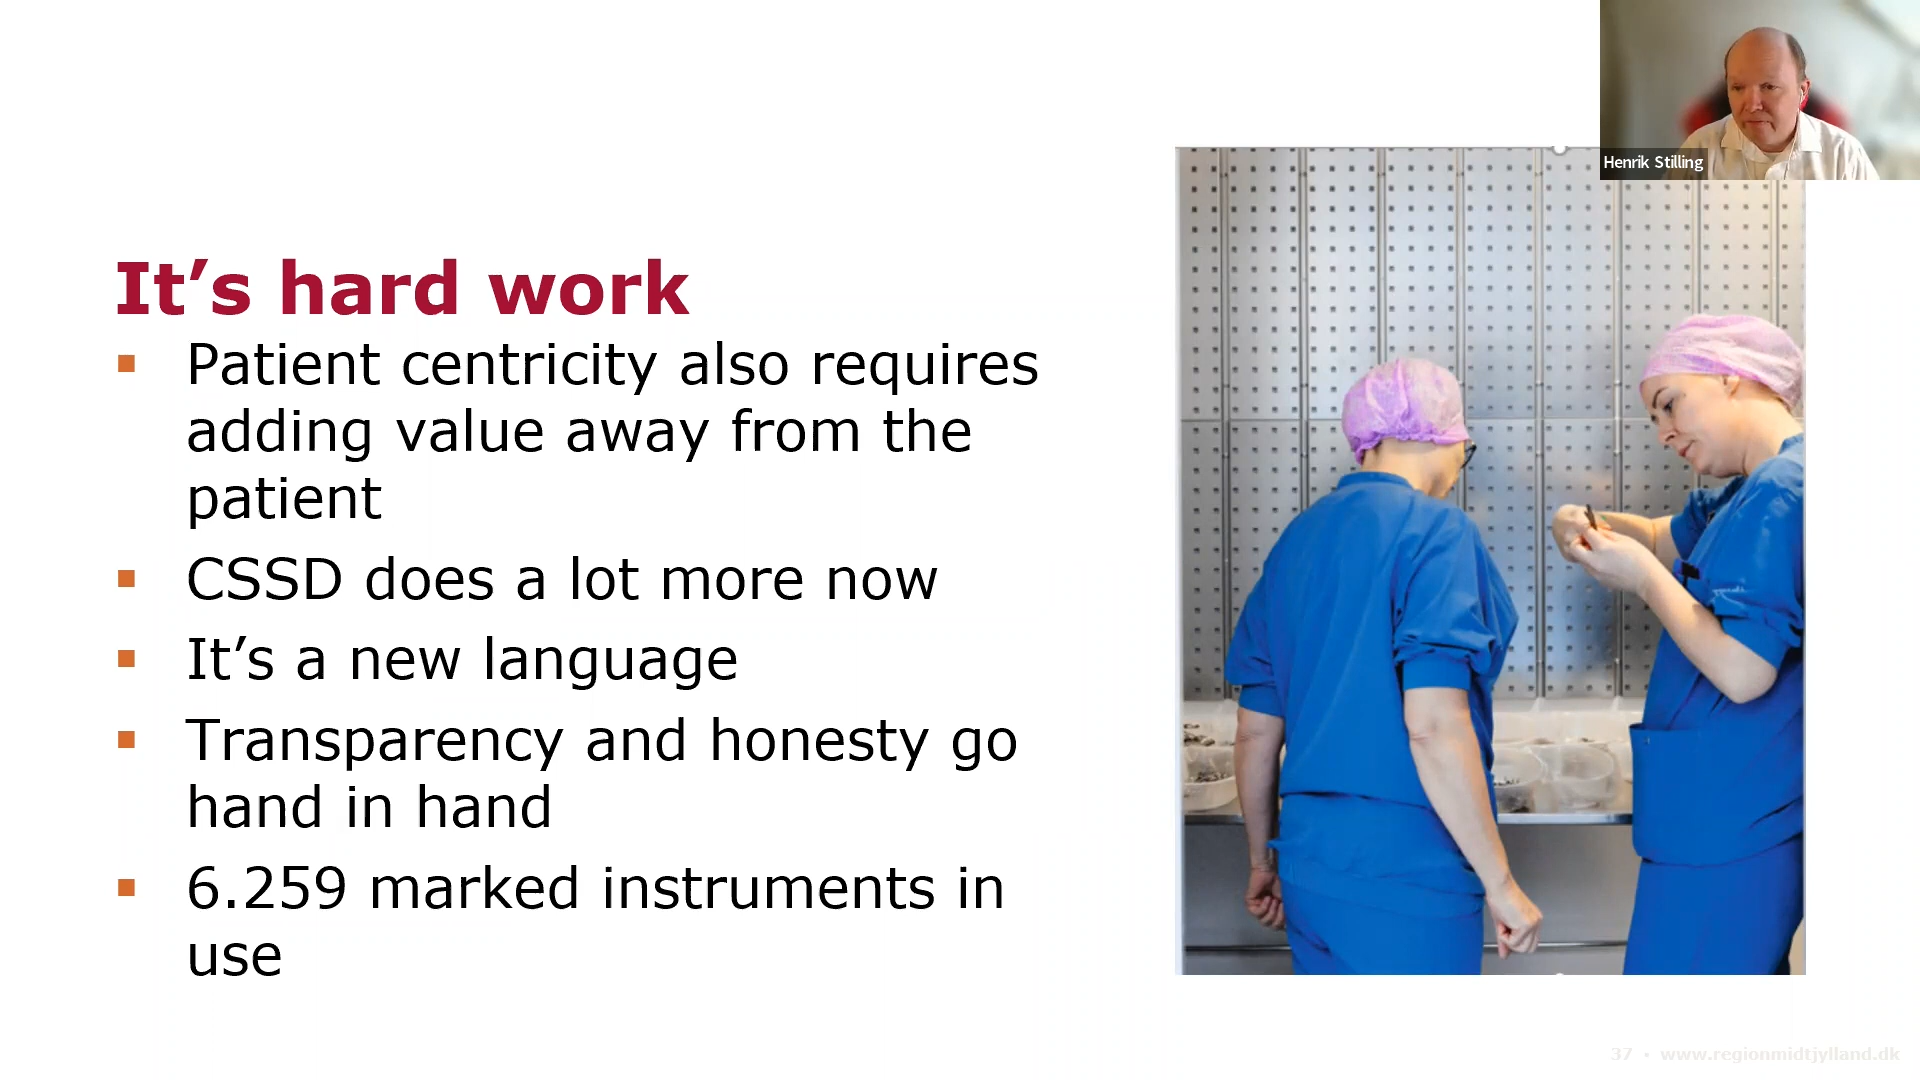 Henrik Stilling
It’s hard work
▪ Patient centricity also requires
adding value away from the
patient
▪ CSSD does a lot more now
▪ It’s a new language
▪ Transparency and honesty go
hand in hand
▪ 6.259 marked instruments in
use
37 • www.regionmidtjylland.dk